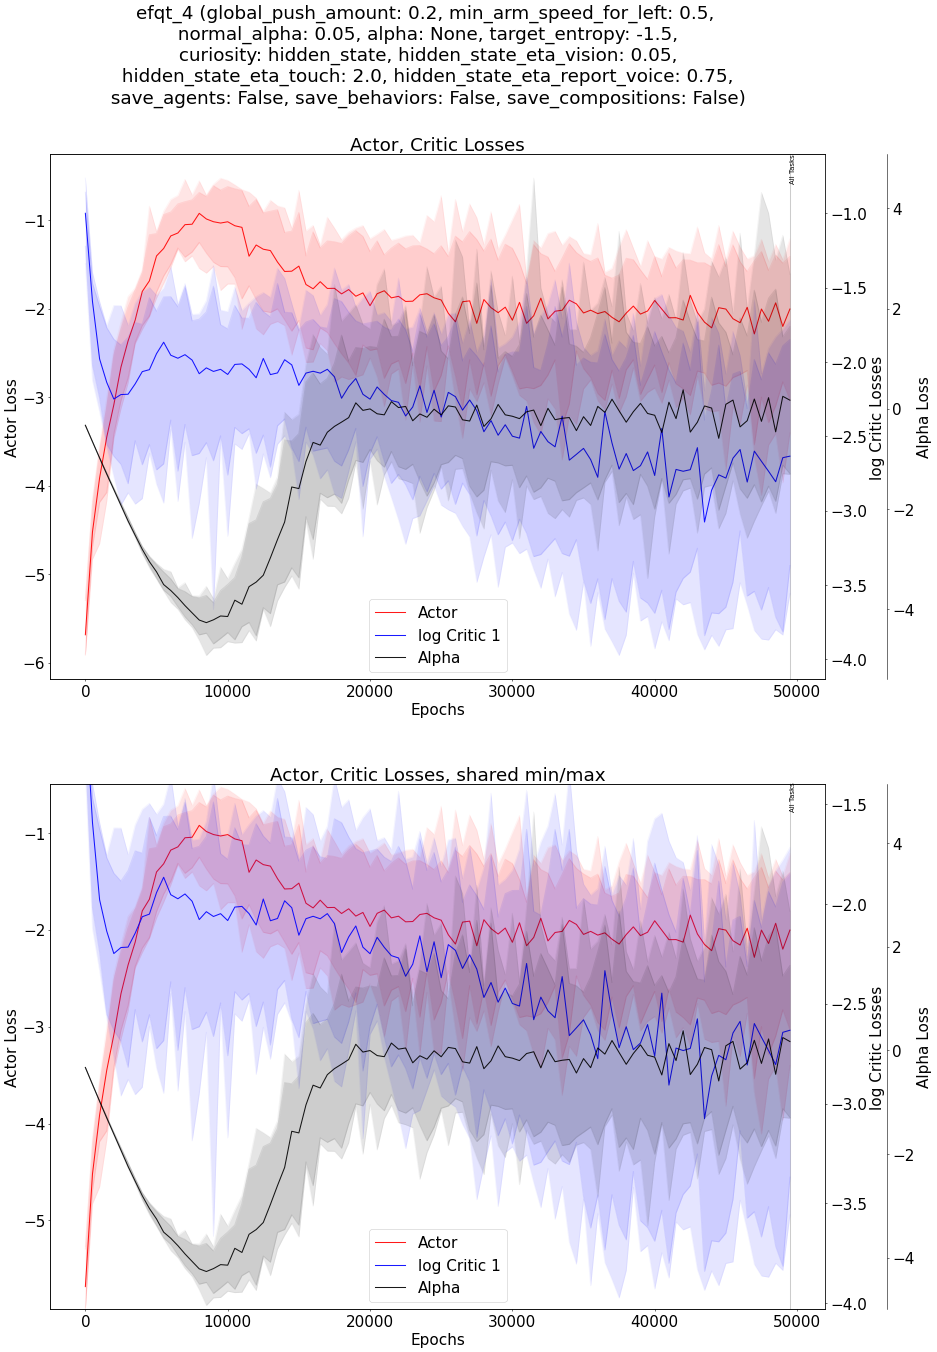 efqt_4 (global_push_amount: 0.2, min_arm_speed_for_left: 0.5,
normal_alpha: 0.05, alpha: None, target_entropy: -1.5,
curiosity: hidden_state, hidden_state_eta_vision: 0.05,
hidden_state_eta_touch: 2.0, hidden_state_eta_report_voice: 0.75,
save_agents: False, save_behaviors: False, save_compositions: False)
Actor, Critic Losses
All Tasks
−1
−2
−3
−4
−5
−6
Actor Loss
−1.0
−1.5
−2.0
−2.5
−3.0
−3.5
−4.0
log Critic Losses
4
2
0
−2
−4
Alpha Loss
Actor
log Critic 1
Alpha
0
10000
20000
30000
40000
50000
Epochs
Actor, Critic Losses, shared min/max
All Tasks
−1
−2
−3
−4
−5
Actor Loss
−1.5
−2.0
−2.5
−3.0
−3.5
−4.0
log Critic Losses
4
2
0
−2
−4
Alpha Loss
Actor
log Critic 1
Alpha
0
10000
20000
30000
40000
50000
Epochs